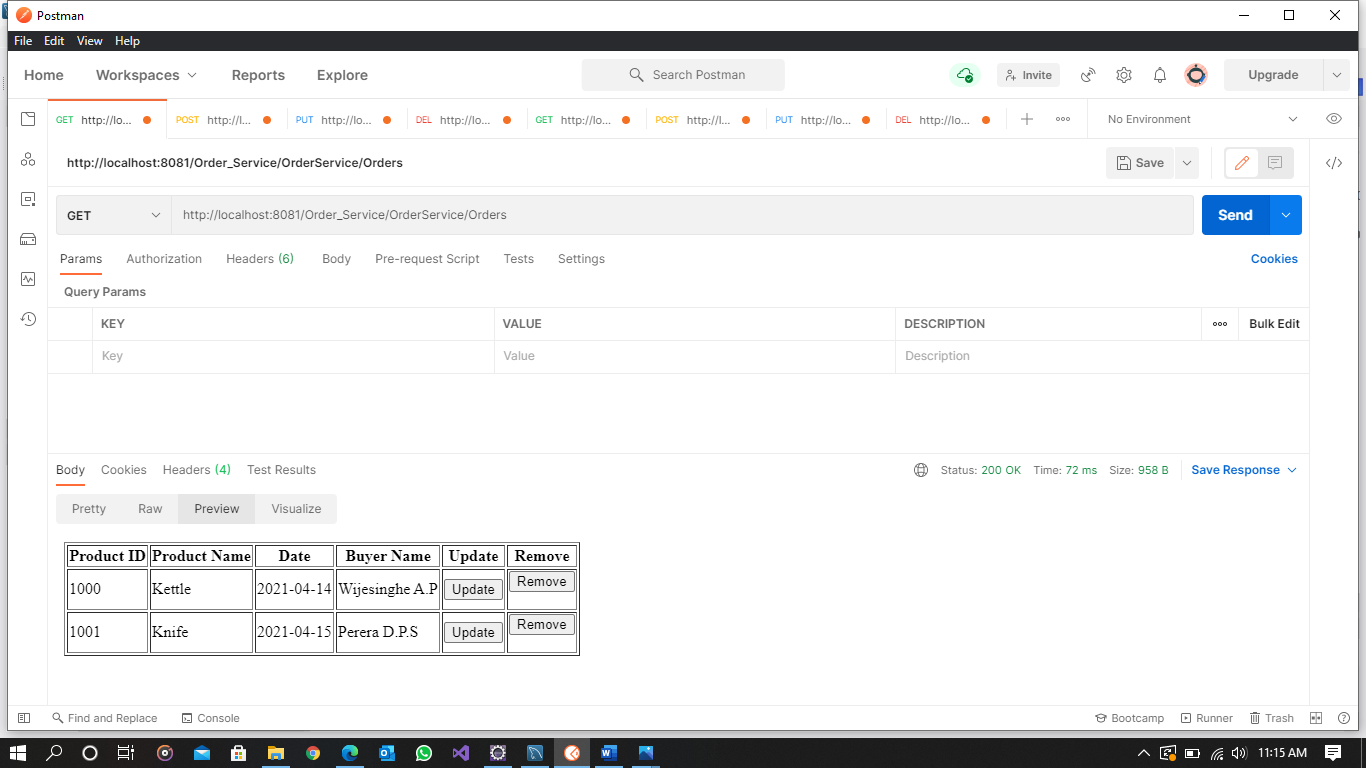 Postman
File Edit View Help
Home Workspaces Reports Explore Search Postman Invite Upgrade
GET http://lo... POST http://l... PUT http://lo... DEL http://lo... GET http://lo... POST http://l... PUT http://lo... DEL http://lo... No Environment
http://localhost:8081/Order_Service/OrderService/Orders Save
GET http://localhost:8081/Order_Service/OrderService/Orders Send
Params Authorization Headers (6) Body Pre-request Script Tests Settings Cookies
Query Params
KEY VALUE DESCRIPTION Bulk Edit
Key Value Description
Body Cookies Headers (4) Test Results Status: 200 OK Time: 72 ms Size: 958 B Save Response
Pretty Raw Preview Visualize
Product ID Product Name Date Buyer Name Update Remove
1000 Kettle 2021-04-14 Wijesinghe A.P Update Remove
1001 Knife 2021-04-15 Perera D.P.S Update Remove
Find and Replace Console Bootcamp Runner Trash
11:15 AM